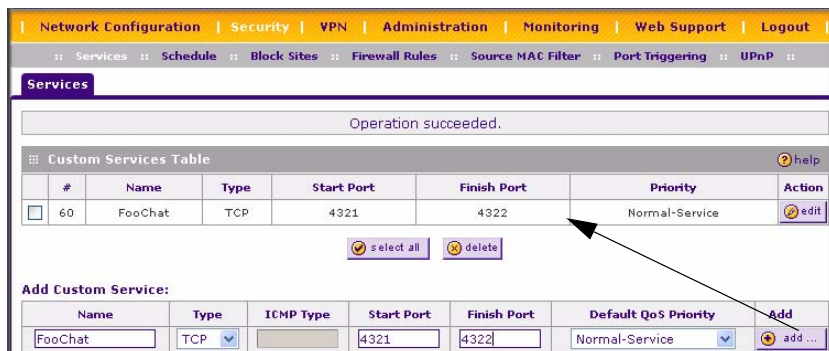 | Network Configuration | Security | VPN | Administration | Monitoring | Web Support | Logout |
:: Services :: Schedule :: Block Sites :: Firewall Rules :: Source MAC Filter :: Port Triggering :: UPnP ::
Services
Operation succeeded.
Custom Services Table help
# Name Type Start Port Finish Port Priority Action
60 FooChat TCP 4321 4322 Normal-Service edit
select all delete
Add Custom Service:
Name Type ICMP Type Start Port Finish Port Default QoS Priority Add
FooChat TCP 4321 4322 Normal-Service add ...